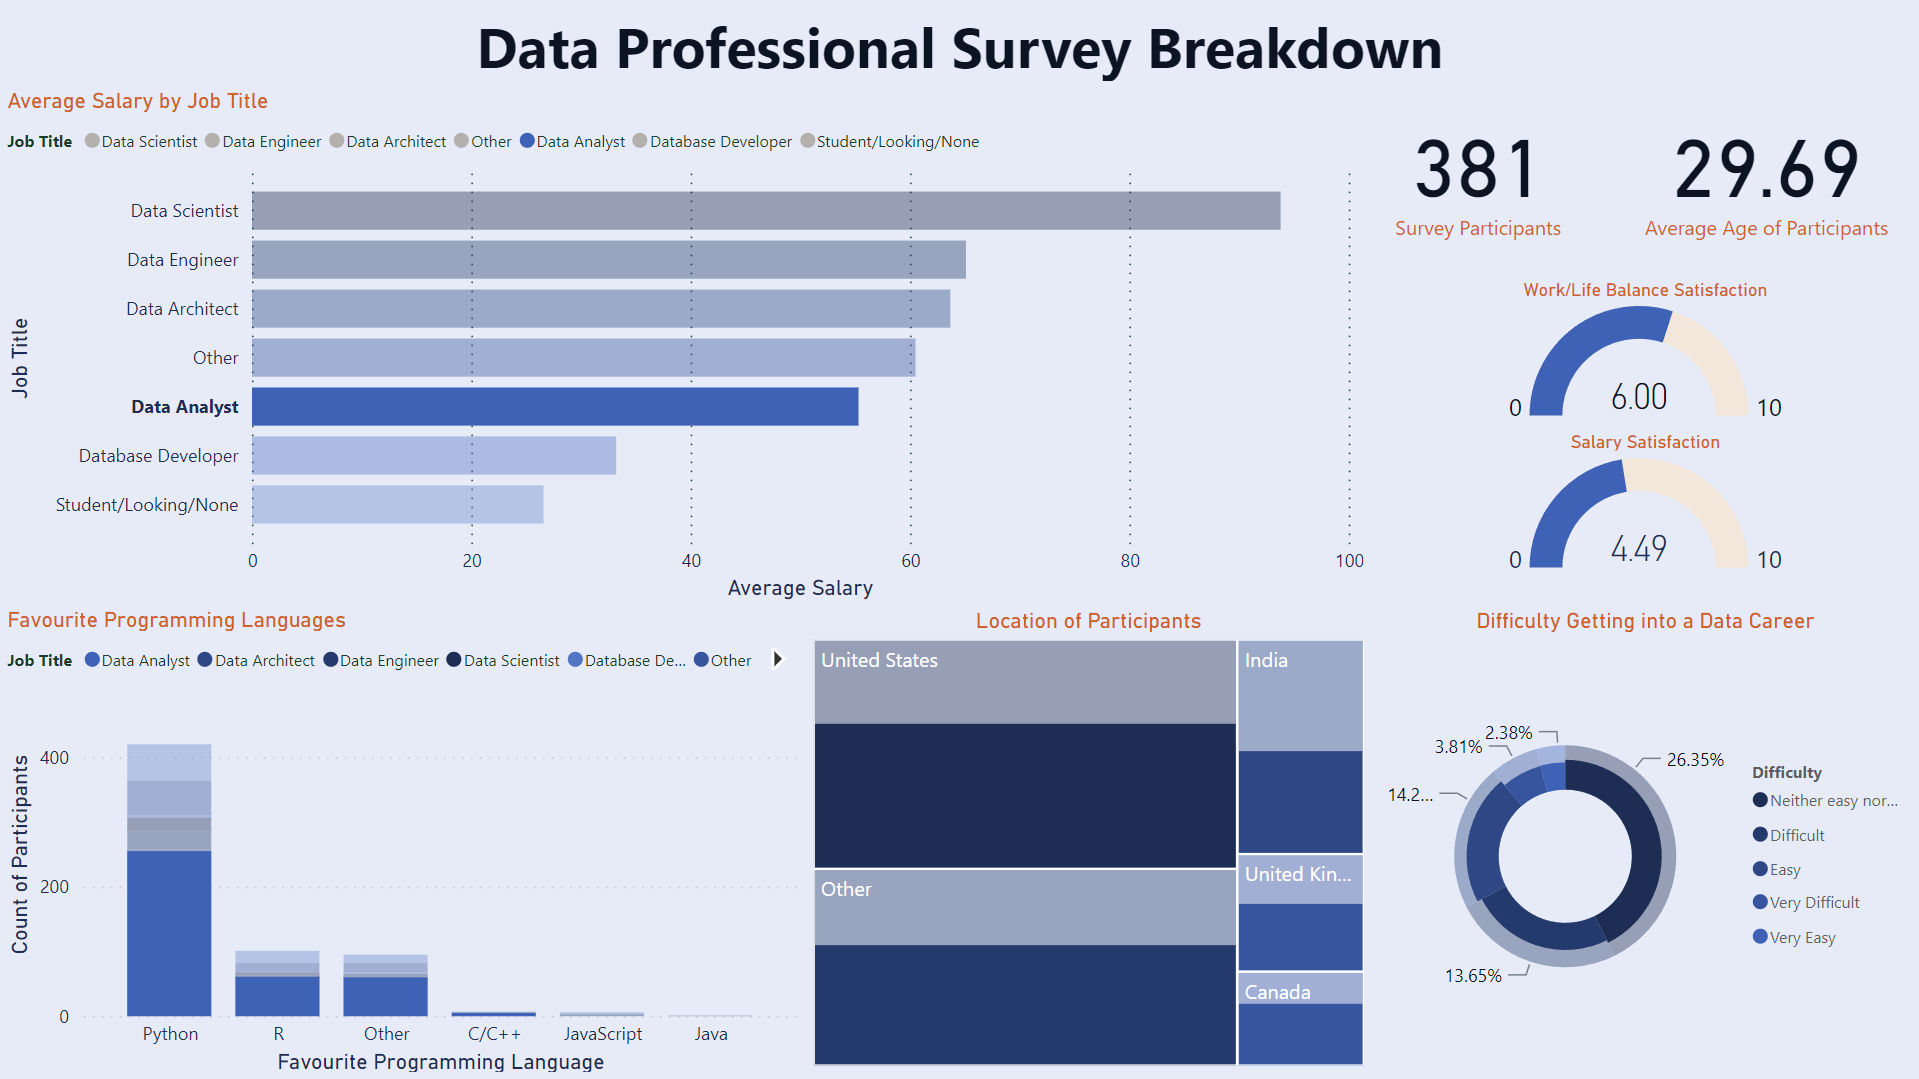 Data Professional Survey Breakdown
Average Salary by Job Title
Job Title Data Scientist Data Engineer Data Architect Other Data Analyst Database Developer Student/Looking/None
Job Title
Data Scientist
Data Engineer
Data Architect
Other
Data Analyst
Database Developer
Student/Looking/None
0 20 40 60 80 100
Average Salary
381
Survey Participants
29.69
Average Age of Participants
Work/Life Balance Satisfaction
0 6.00 10
Salary Satisfaction
0 4.49 10
Favourite Programming Languages
Job Title Data Analyst Data Architect Data Engineer Data Scientist Database De... Other
Count of Participants
400
200
0
Python R Other C/C++ JavaScript Java
Favourite Programming Language
Location of Participants
United States
India
Other
United Kin...
Canada
Difficulty Getting into a Data Career
2.38%
3.81%
26.35%
14.2...
13.65%
Difficulty
Neither easy nor...
Difficult
Easy
Very Difficult
Very Easy